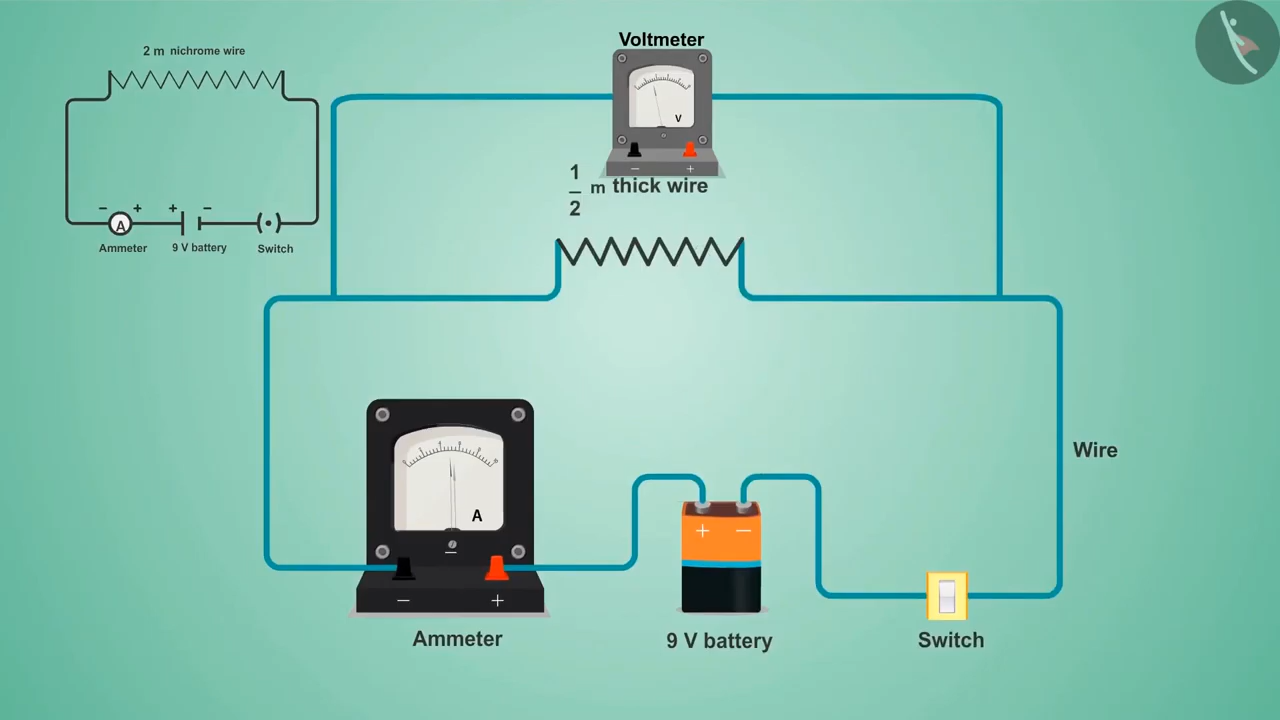 2 m nichrome wire
− + + −
A
Ammeter 9 V battery Switch
Voltmeter
V
− +
1/2 m thick wire
Wire
A
− +
+ −
Ammeter 9 V battery Switch